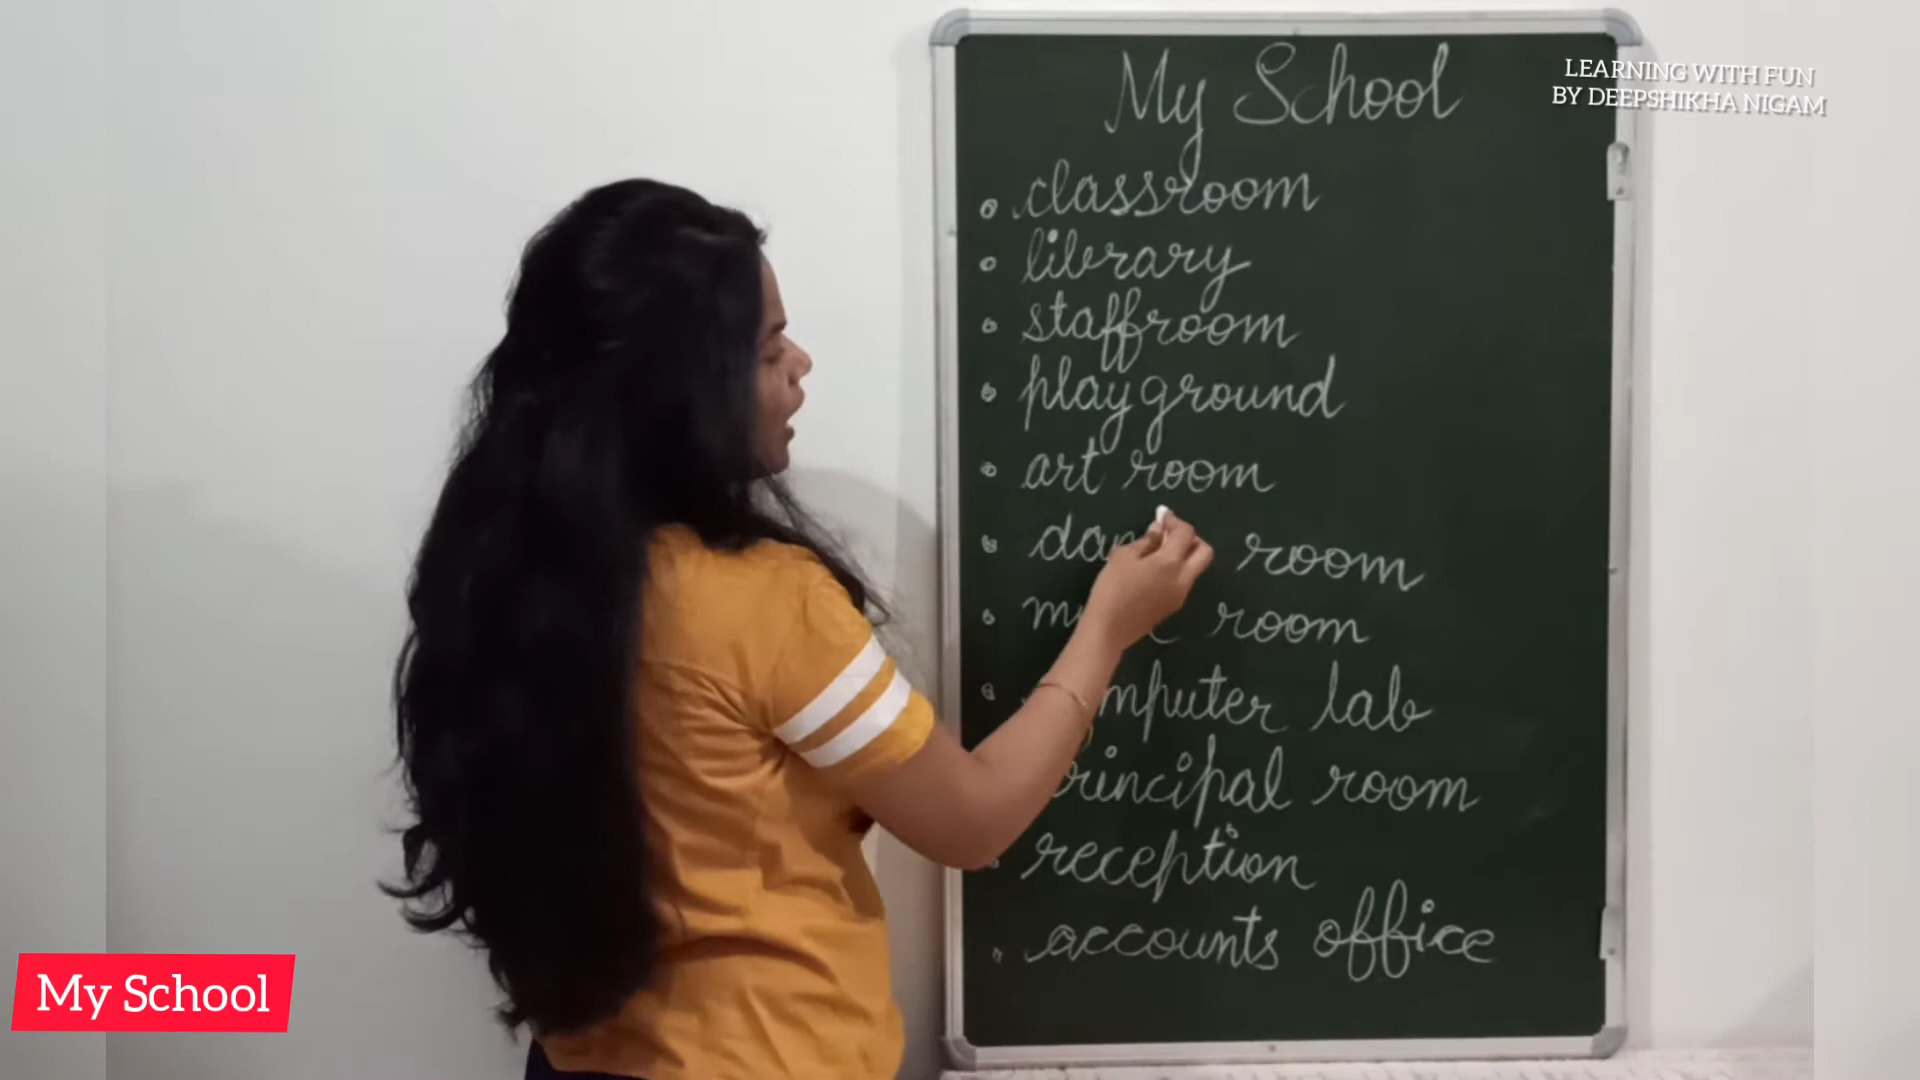 My School
LEARNING WITH FUN
BY DEEPSHIKHA NIGAM
classroom
library
staffroom
playground
art room
room
room
lab
principal room
reception
accounts office
My School